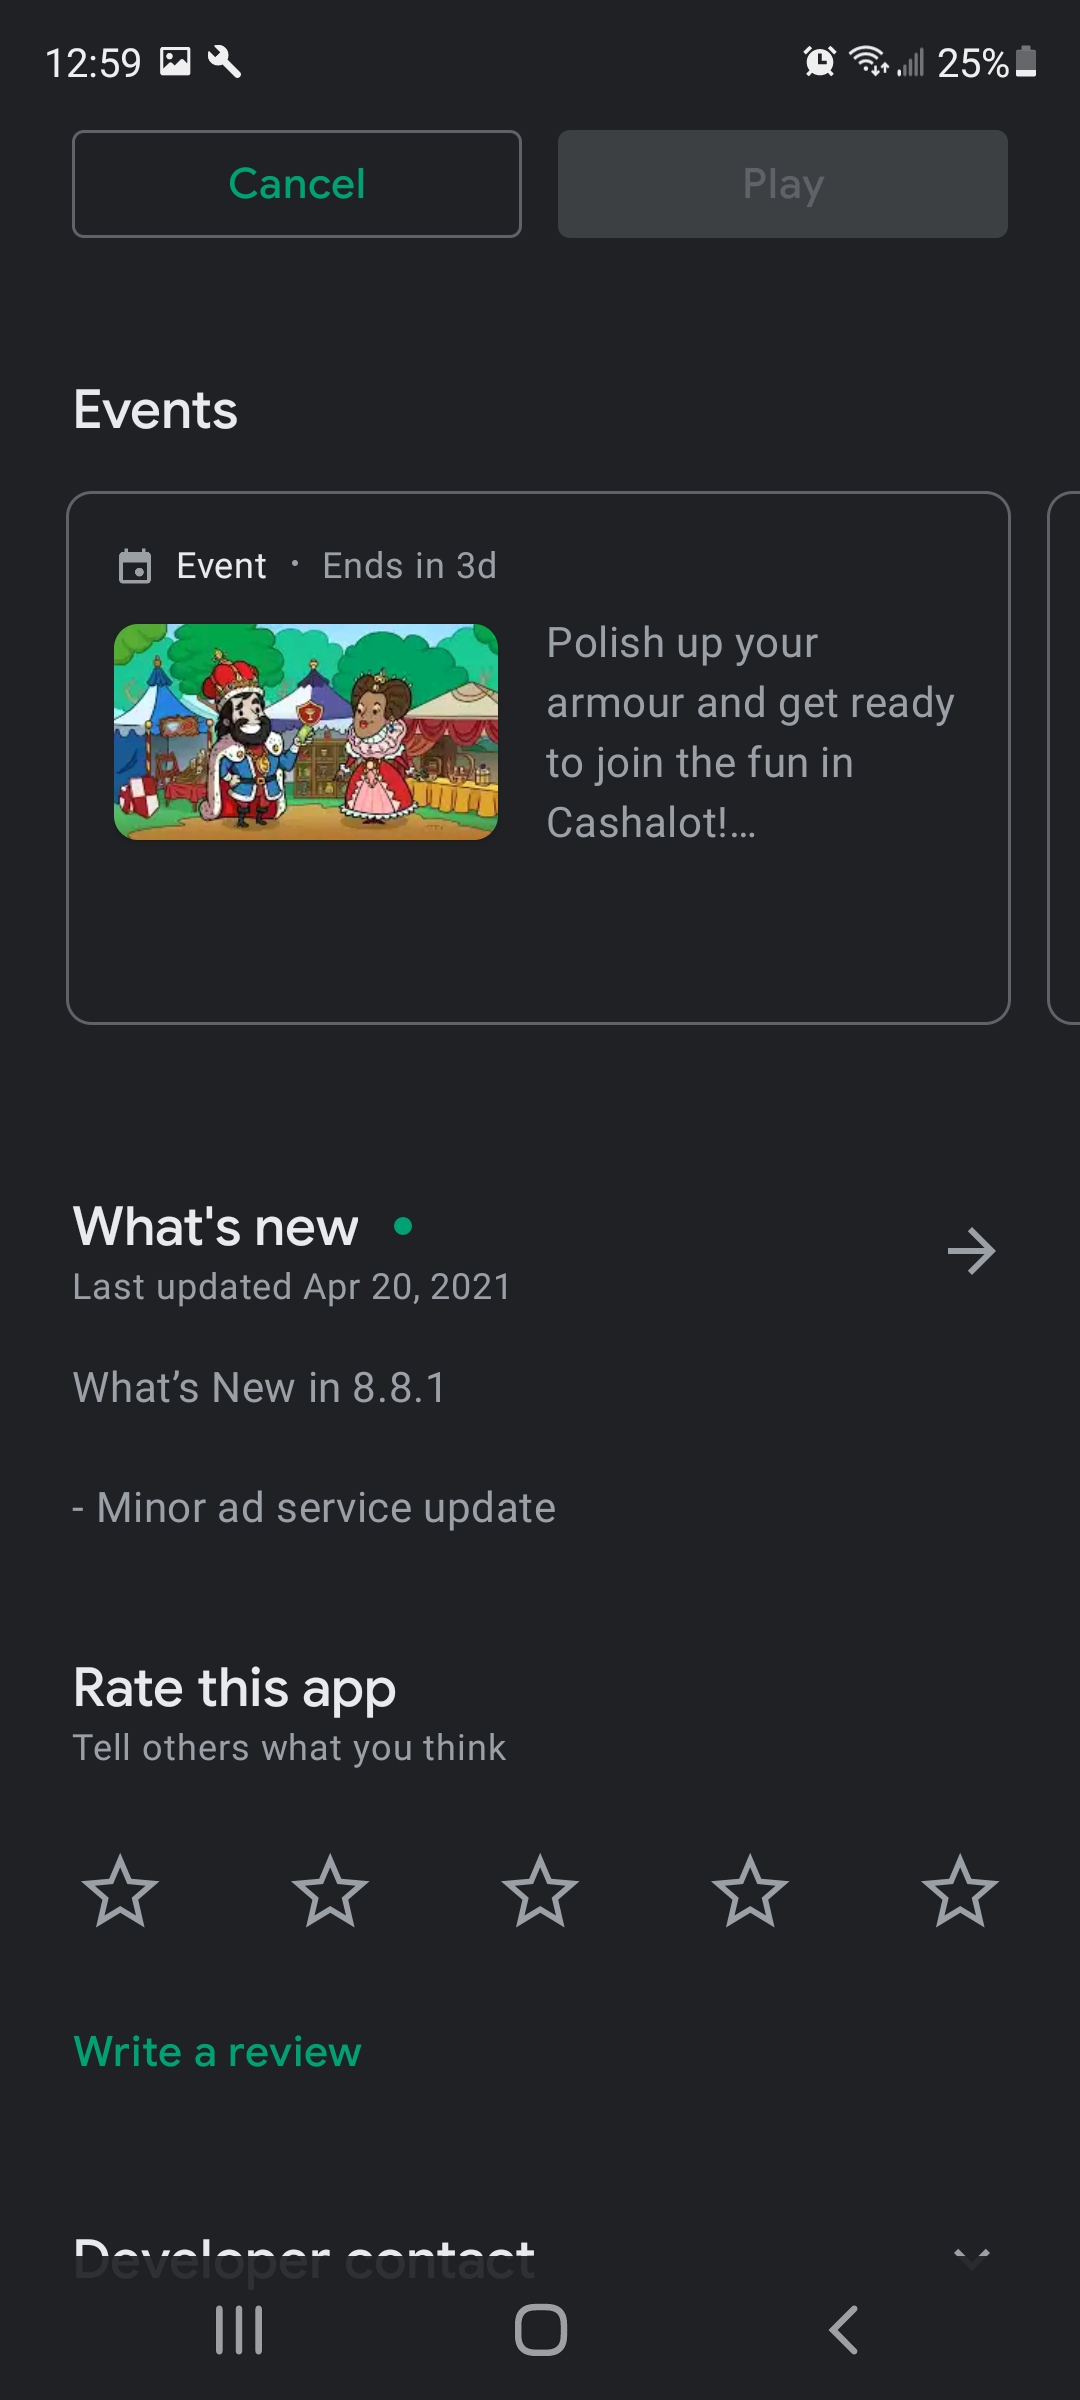 12:59
25%
Cancel
Play
Events
Event • Ends in 3d
Polish up your
armour and get ready
to join the fun in
Cashalot!...
What's new
Last updated Apr 20, 2021
What’s New in 8.8.1
- Minor ad service update
Rate this app
Tell others what you think
Write a review
Developer contact